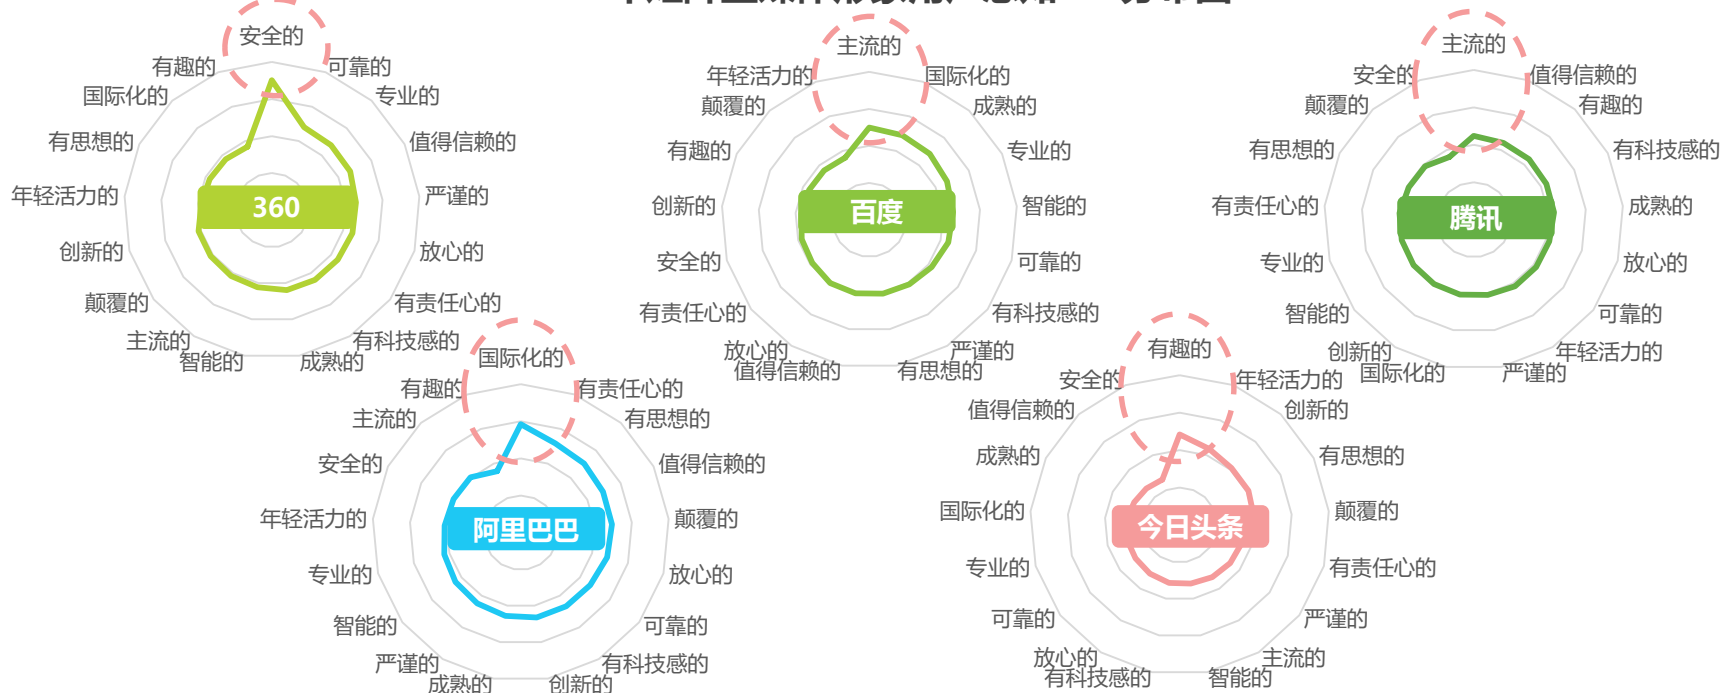 安全的
可靠的
专业的
值得信赖的
严谨的
放心的
有责任心的
有科技感的
成熟的
智能的
主流的
颠覆的
创新的
年轻活力的
有思想的
国际化的
有趣的
360
主流的
国际化的
成熟的
专业的
智能的
可靠的
有科技感的
严谨的
有思想的
值得信赖的
放心的
有责任心的
安全的
创新的
有趣的
颠覆的
年轻活力的
百度
主流的
值得信赖的
有趣的
有科技感的
成熟的
放心的
可靠的
年轻活力的
严谨的
国际化的
创新的
智能的
专业的
有责任心的
有思想的
颠覆的
安全的
腾讯
国际化的
有责任心的
有思想的
值得信赖的
颠覆的
放心的
可靠的
有科技感的
创新的
成熟的
严谨的
智能的
专业的
年轻活力的
安全的
主流的
有趣的
阿里巴巴
有趣的
年轻活力的
创新的
有思想的
颠覆的
有责任心的
严谨的
主流的
智能的
有科技感的
放心的
可靠的
专业的
国际化的
成熟的
值得信赖的
安全的
今日头条